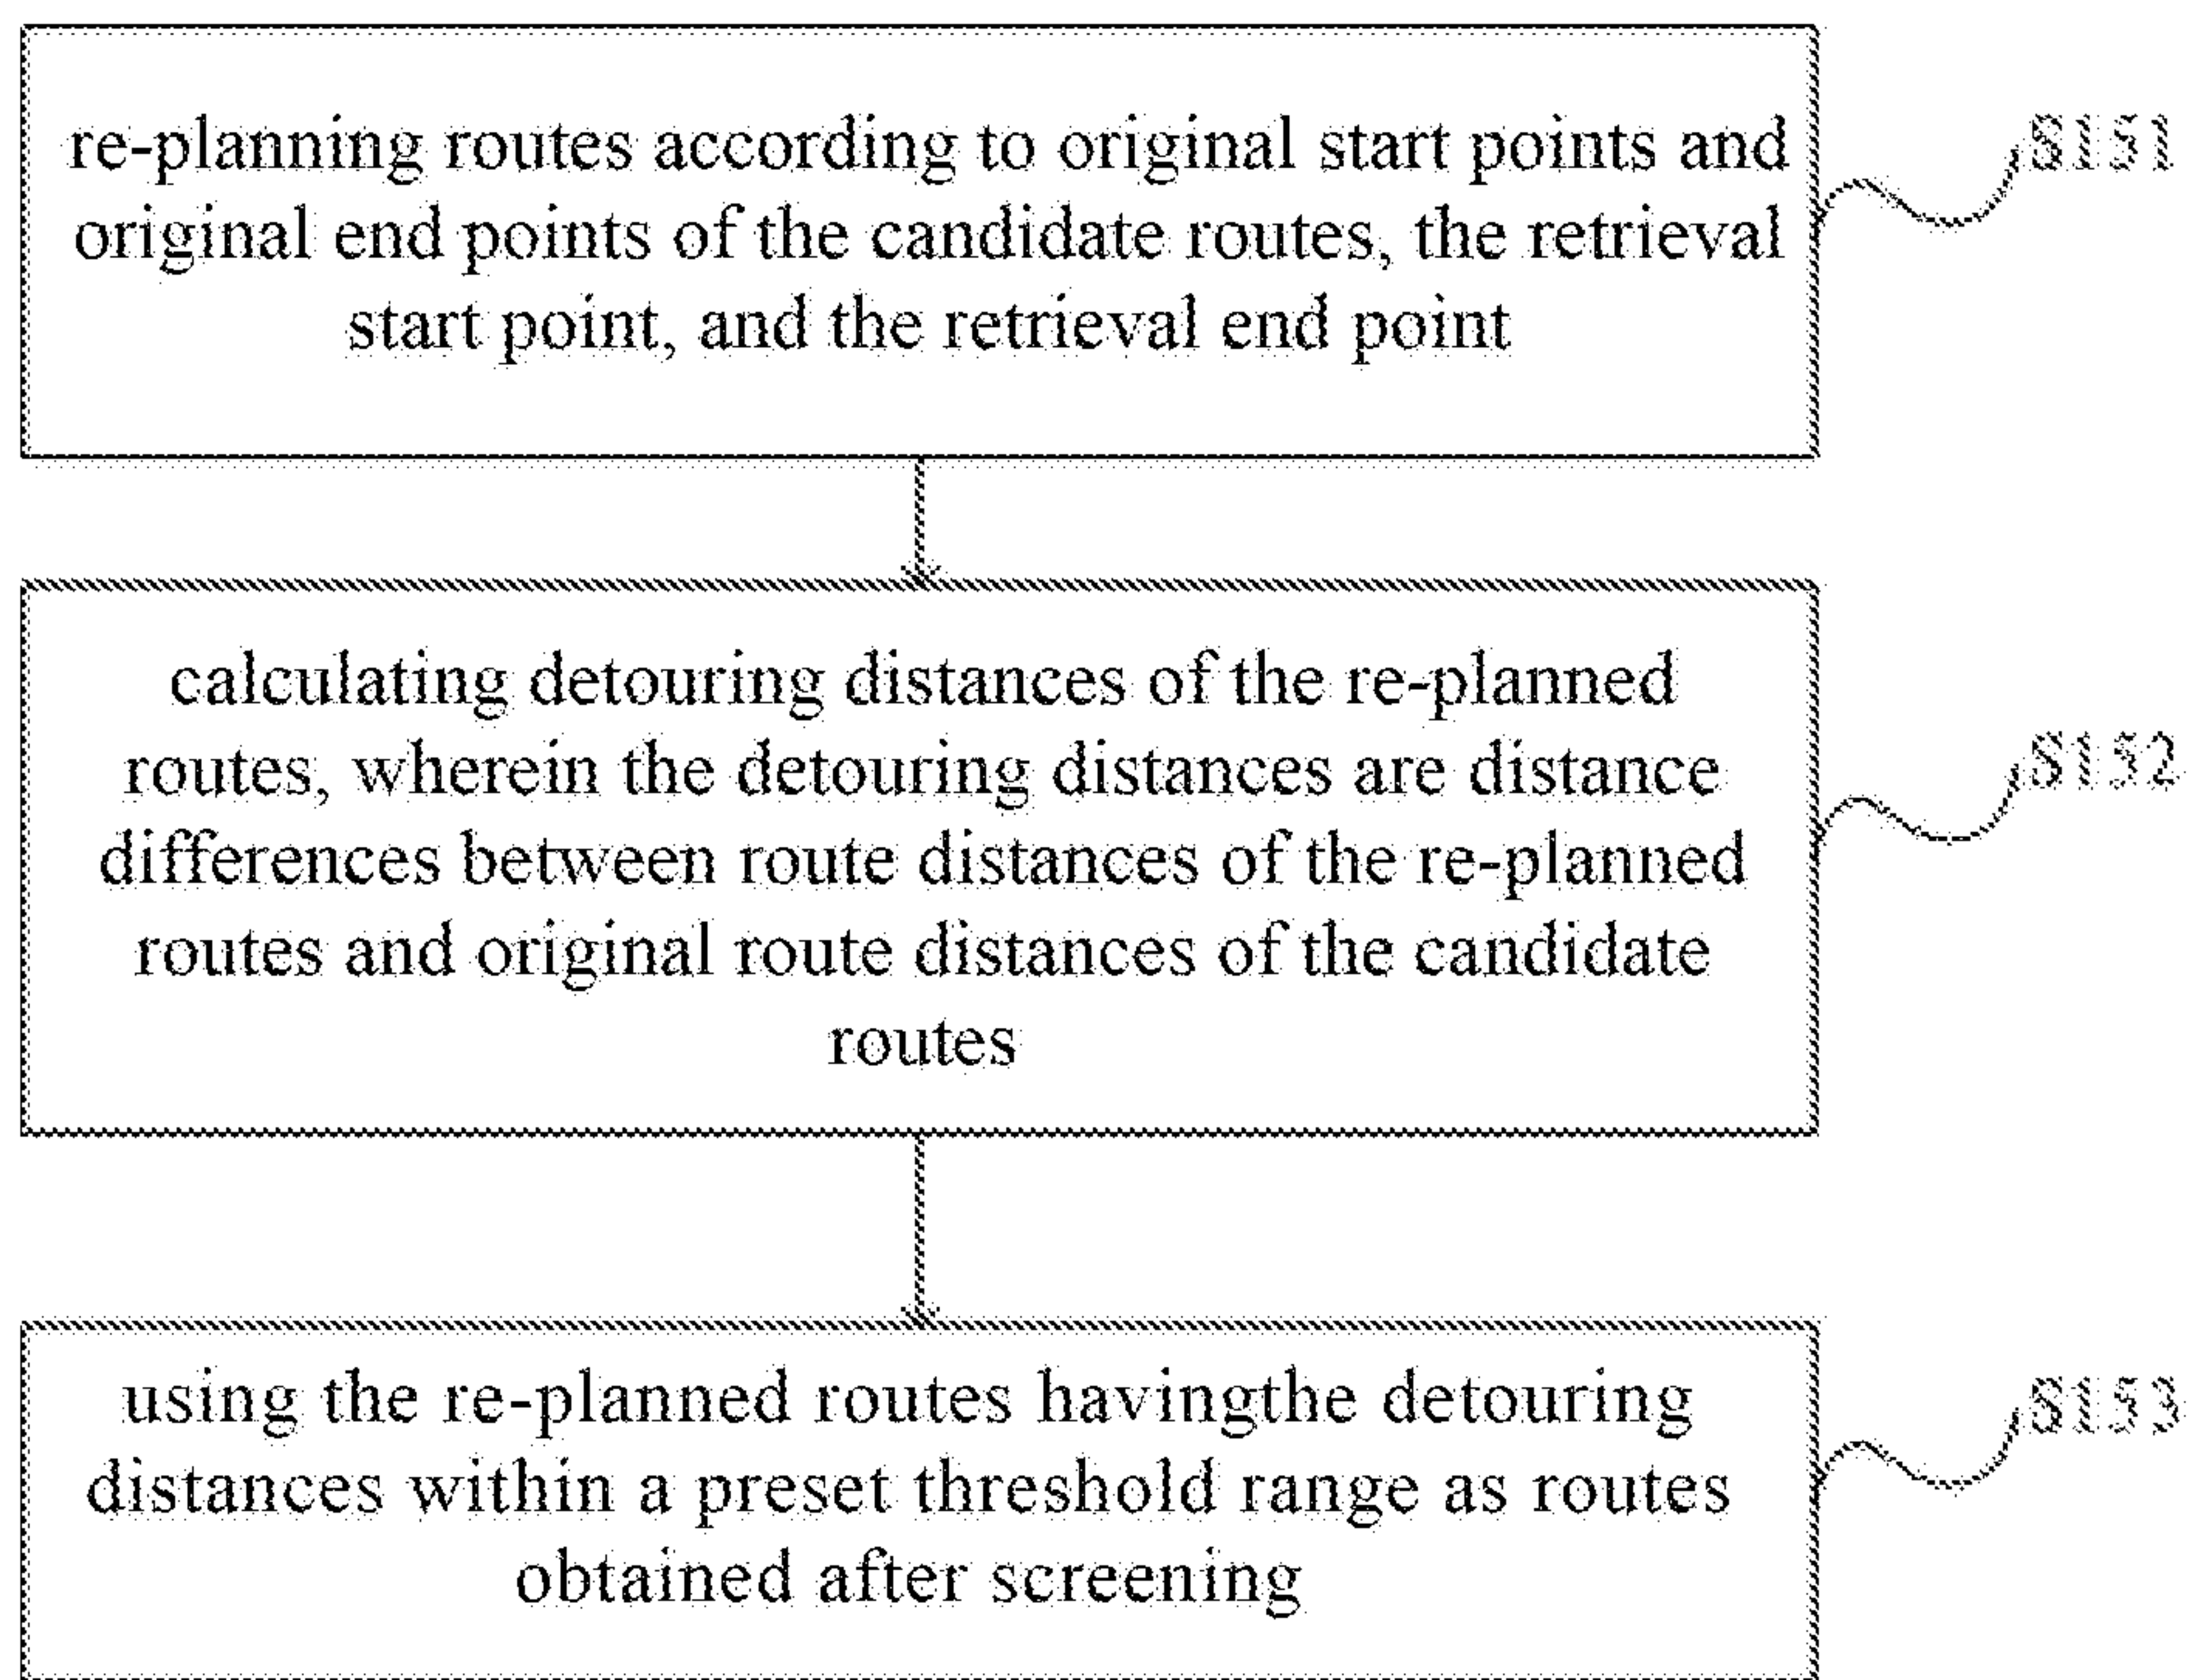 re-planning routes according to original start points and
original end points of the candidate routes, the retrieval
start point, and the retrieval end point
S151
calculating detouring distances of the re-planned
routes, wherein the detouring distances are distance
differences between route distances of the re-planned
routes and original route distances of the candidate
routes
S152
using the re-planned routes havingthe detouring
distances within a preset threshold range as routes
obtained after screening
S153